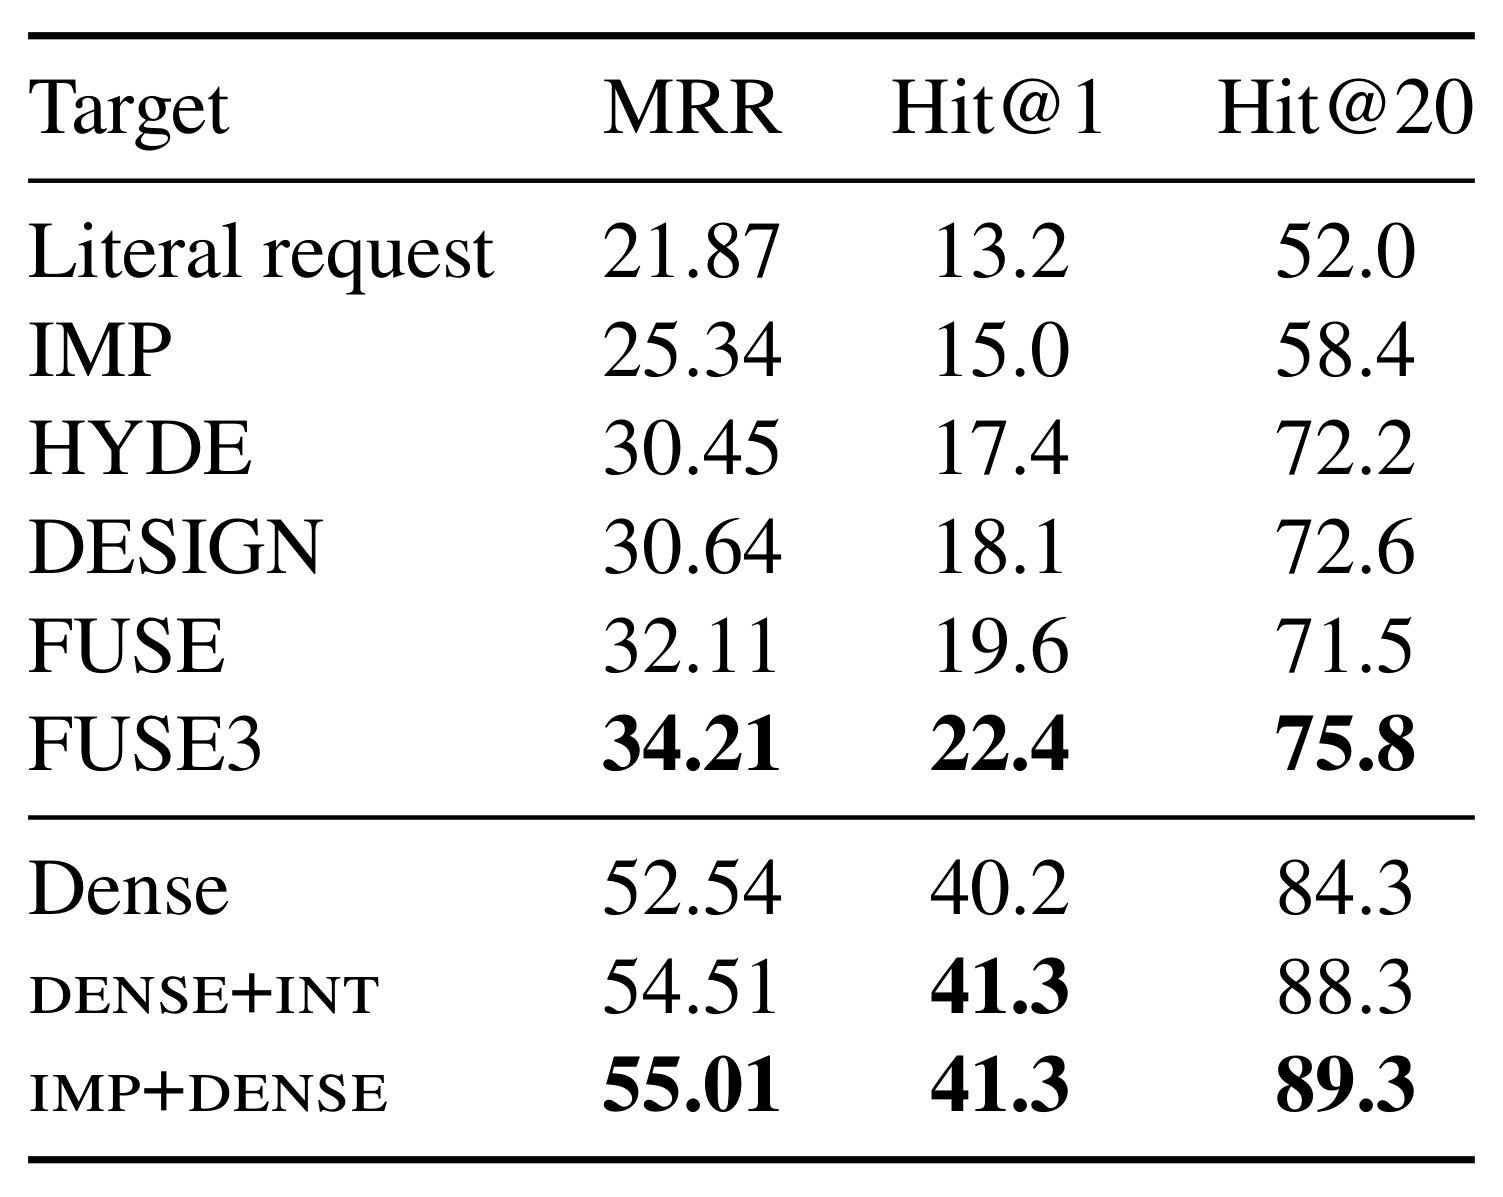 Target MRR Hit@1 Hit@20
Literal request 21.87 13.2 52.0
IMP 25.34 15.0 58.4
HYDE 30.45 17.4 72.2
DESIGN 30.64 18.1 72.6
FUSE 32.11 19.6 71.5
FUSE3 34.21 22.4 75.8
Dense 52.54 40.2 84.3
DENSE+INT 54.51 41.3 88.3
IMP+DENSE 55.01 41.3 89.3